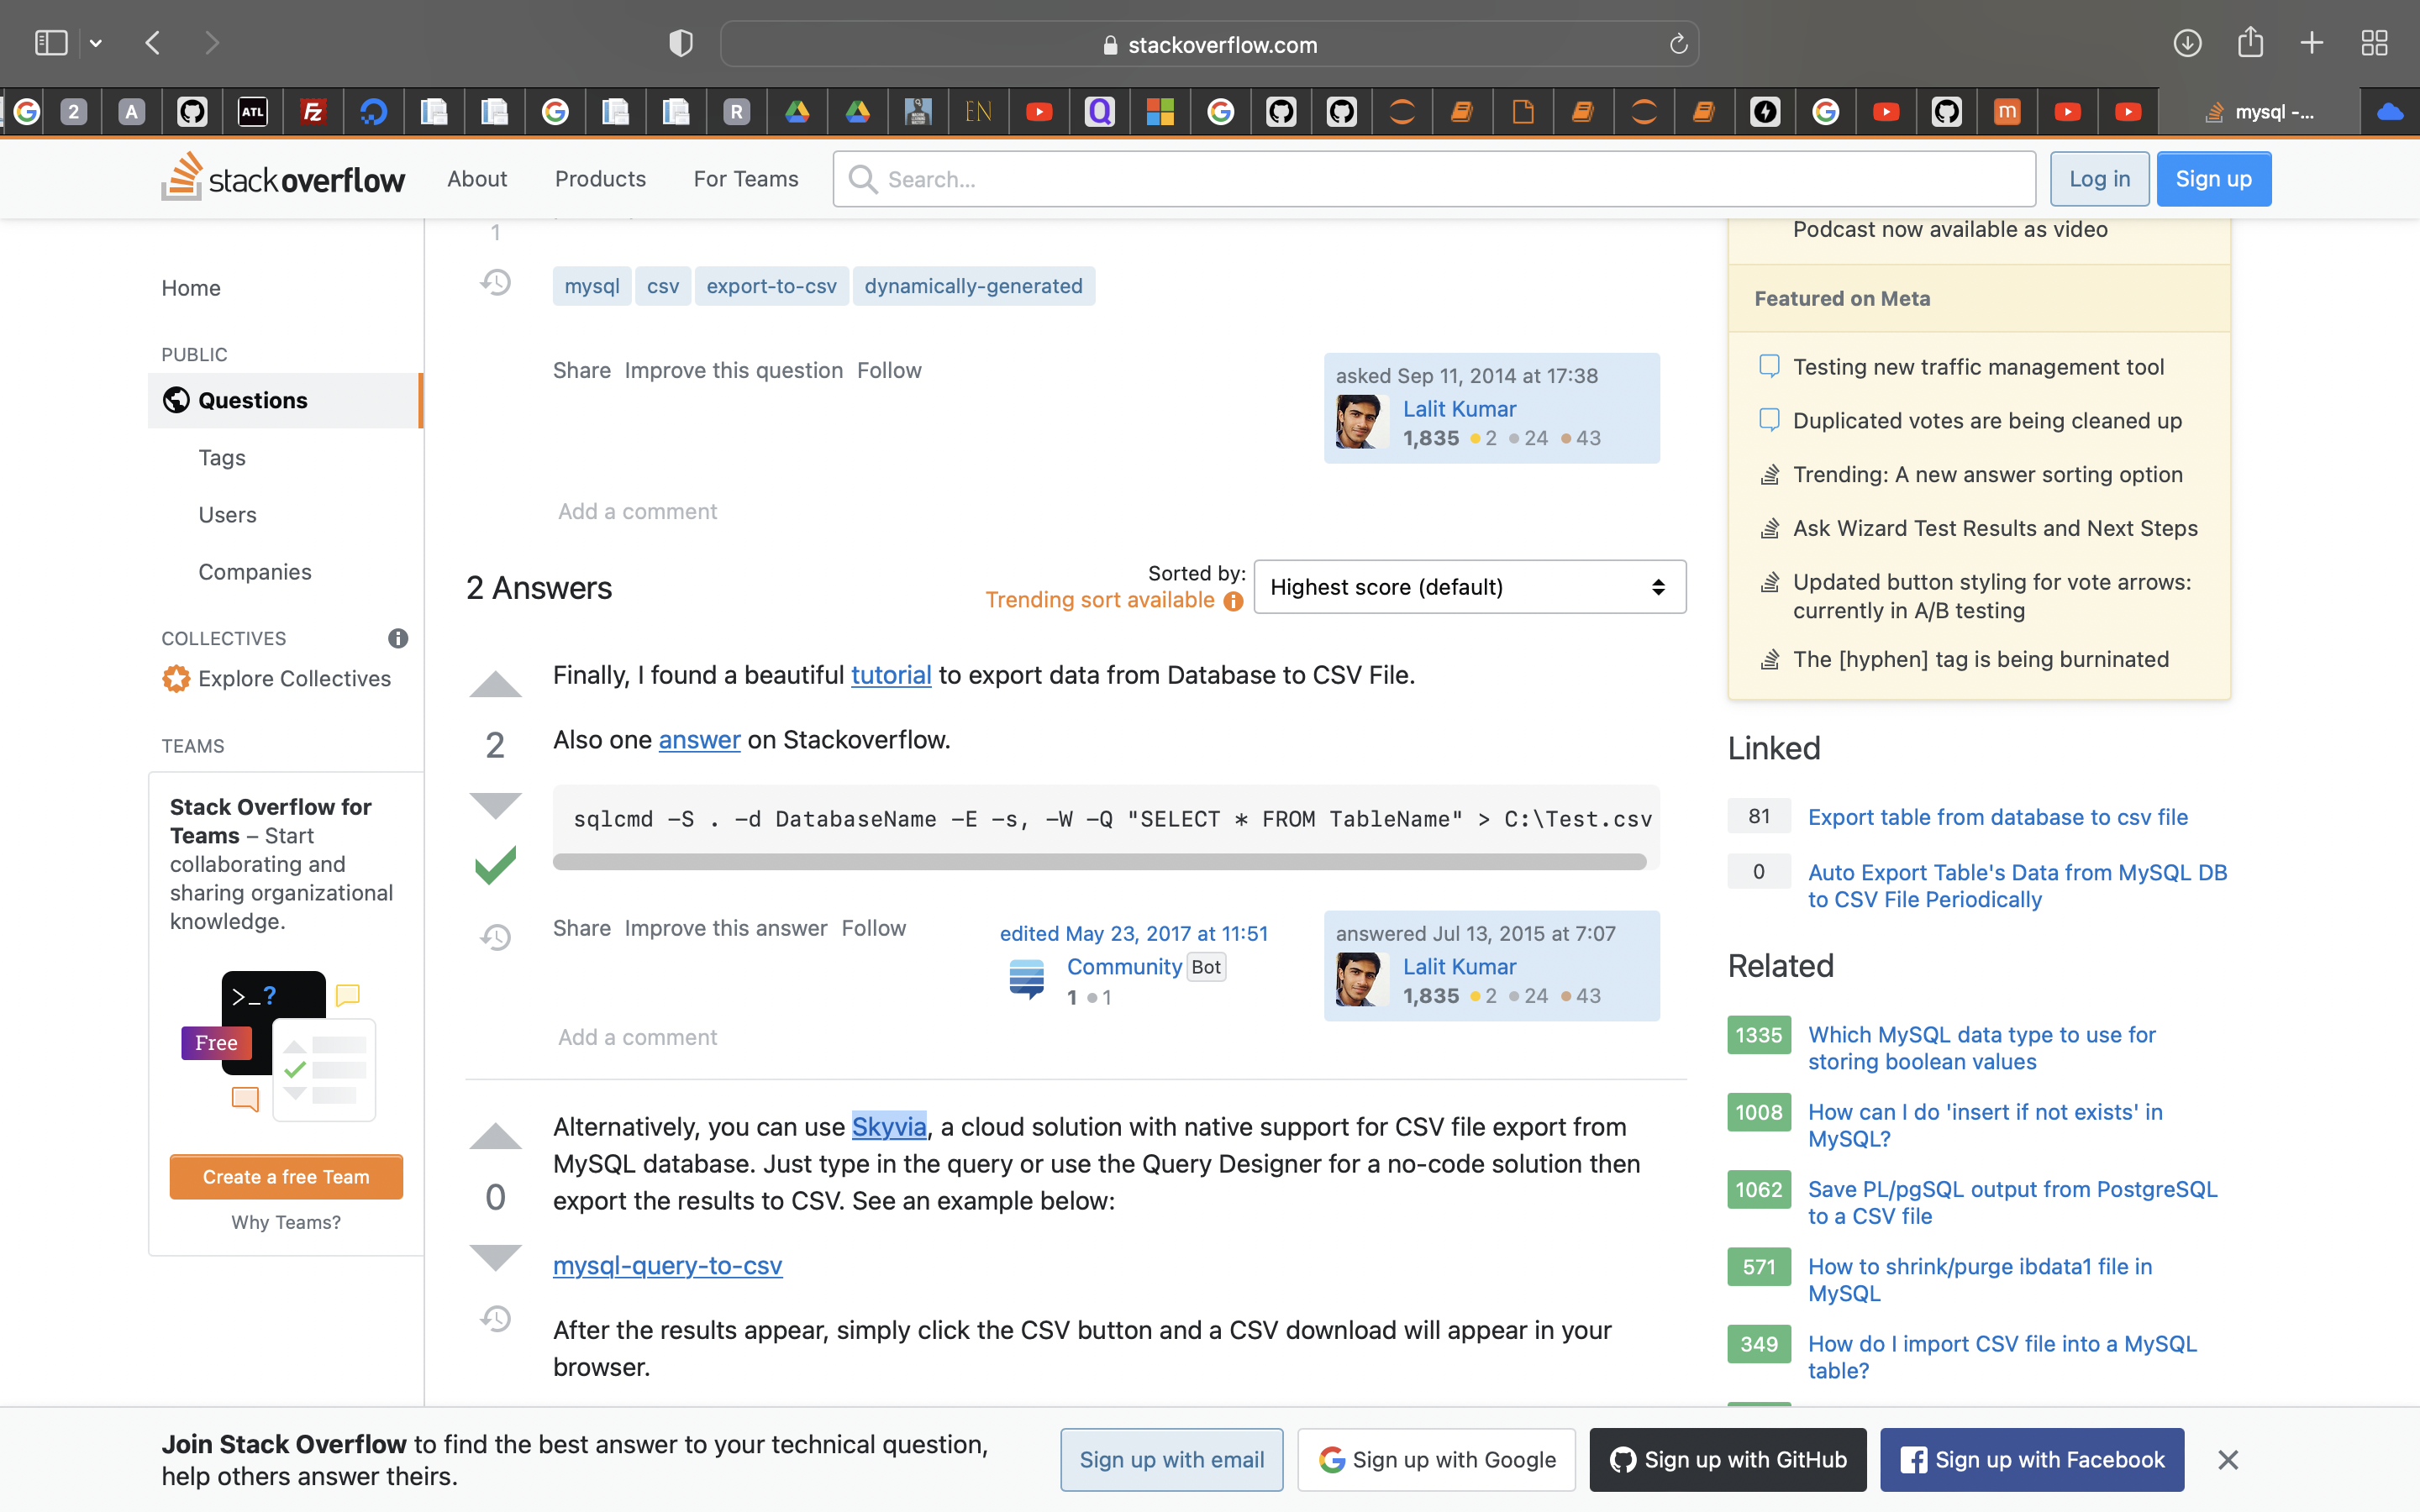 stackoverflow.com
2
A
ATL
Fz
R
EN
Q
m
mysql -...
stackoverflow
About
Products
For Teams
Search...
Log in
Sign up
1
Podcast now available as video
Home
mysql
csv
export-to-csv
dynamically-generated
Featured on Meta
PUBLIC
Questions
Tags
Users
Companies
COLLECTIVES
Explore Collectives
TEAMS
Stack Overflow for
Teams – Start
collaborating and
sharing organizational
knowledge.
>_?
Free
Create a free Team
Why Teams?
Share Improve this question Follow
asked Sep 11, 2014 at 17:38
Lalit Kumar
1,835 2 24 43
Add a comment
2 Answers
Sorted by:
Trending sort available
Highest score (default)
Finally, I found a beautiful tutorial to export data from Database to CSV File.
2
Also one answer on Stackoverflow.
sqlcmd -S . -d DatabaseName -E -s, -W -Q "SELECT * FROM TableName" > C:\Test.csv
Share Improve this answer Follow
edited May 23, 2017 at 11:51
Community Bot
1 1
answered Jul 13, 2015 at 7:07
Lalit Kumar
1,835 2 24 43
Add a comment
Alternatively, you can use Skyvia, a cloud solution with native support for CSV file export from
MySQL database. Just type in the query or use the Query Designer for a no-code solution then
export the results to CSV. See an example below:
0
mysql-query-to-csv
After the results appear, simply click the CSV button and a CSV download will appear in your
browser.
Testing new traffic management tool
Duplicated votes are being cleaned up
Trending: A new answer sorting option
Ask Wizard Test Results and Next Steps
Updated button styling for vote arrows:
currently in A/B testing
The [hyphen] tag is being burninated
Linked
81 Export table from database to csv file
0 Auto Export Table's Data from MySQL DB
to CSV File Periodically
Related
1335 Which MySQL data type to use for
storing boolean values
1008 How can I do 'insert if not exists' in
MySQL?
1062 Save PL/pgSQL output from PostgreSQL
to a CSV file
571 How to shrink/purge ibdata1 file in
MySQL
349 How do I import CSV file into a MySQL
table?
Join Stack Overflow to find the best answer to your technical question,
help others answer theirs.
Sign up with email
Sign up with Google
Sign up with GitHub
Sign up with Facebook